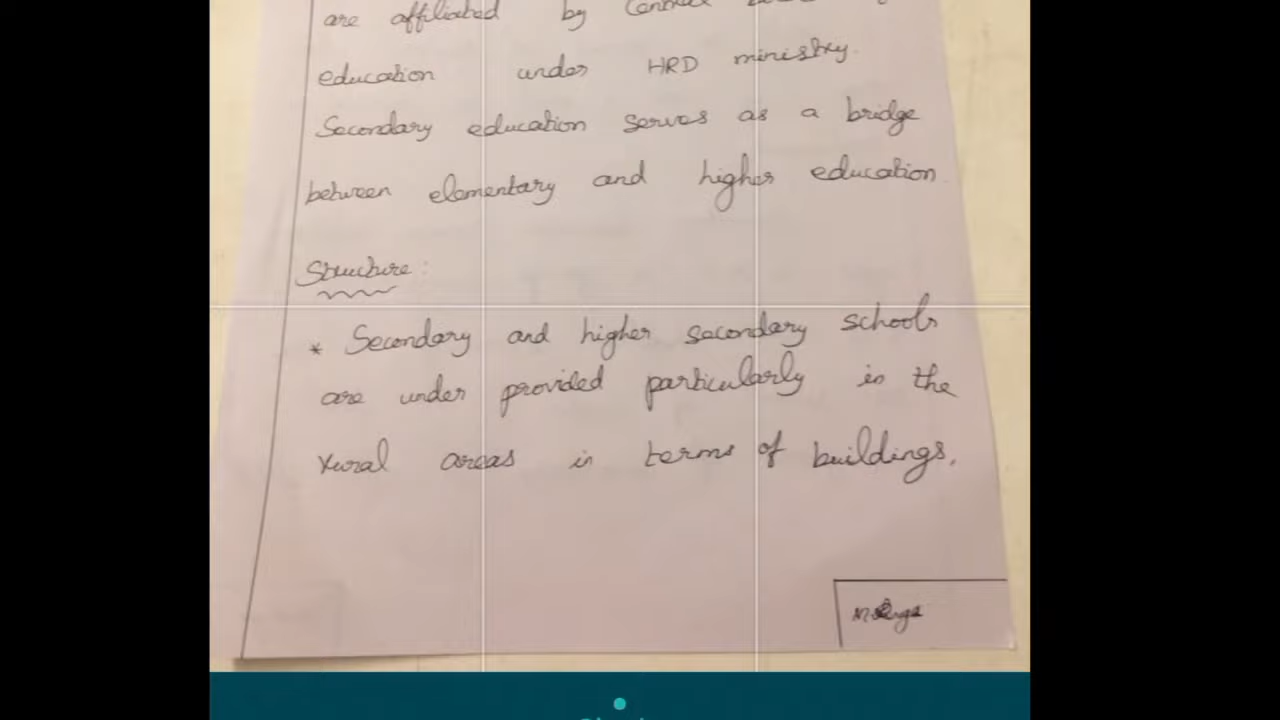 are affiliated by
education under HRD ministry.
Secondary education serves as a bridge
between elementary and higher education.
Structure:
* Secondary and higher secondary schools
are under provided particularly in the
rural areas in terms of buildings.